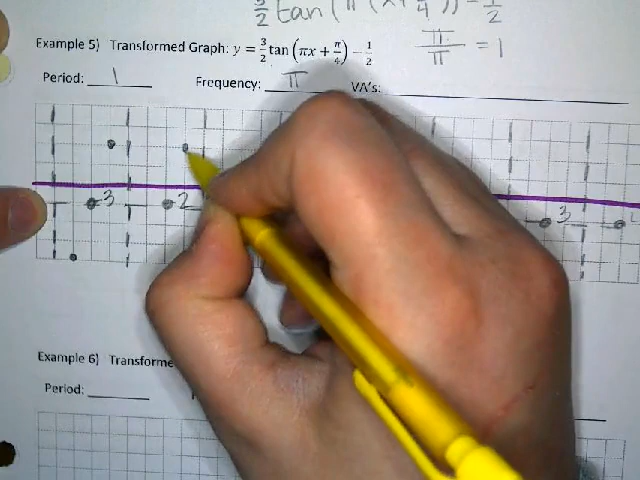 3/2 tan(π(x+1/4)) - 1/2
π/π = 1
Example 5) Transformed Graph: y = 3/2 tan(πx + π/4) - 1/2
Period: 1 Frequency: π VA's:
3 2 3
Example 6) Transforme
Period: